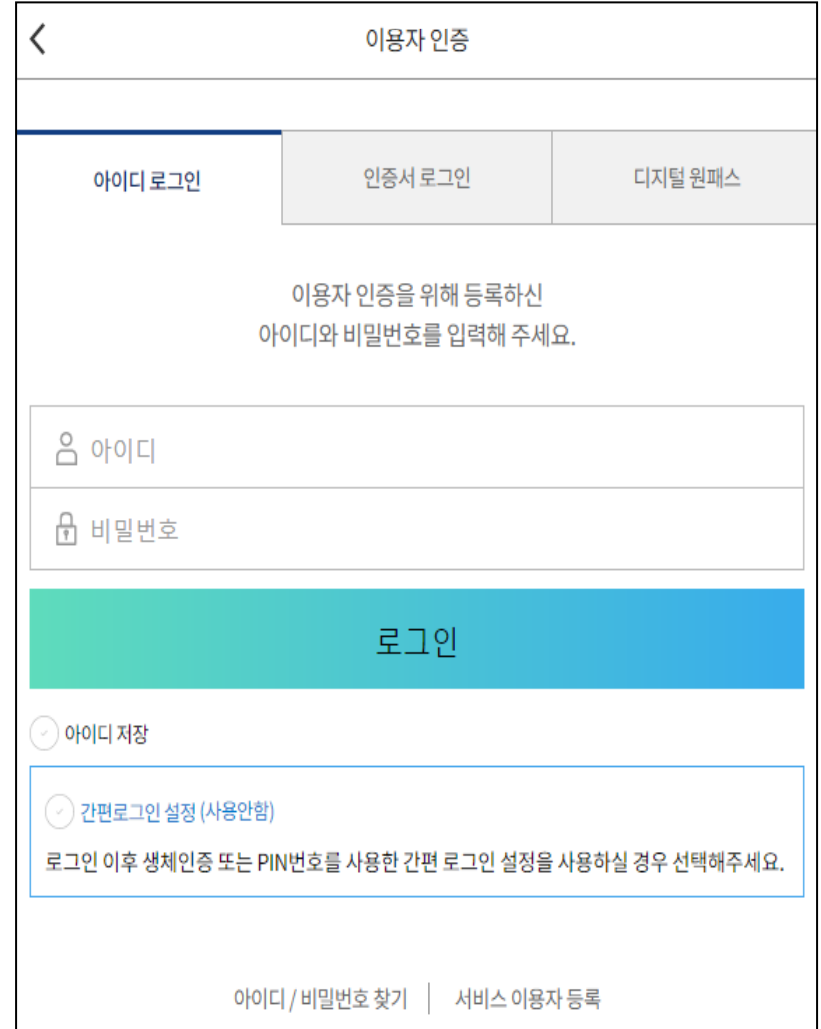 이용자 인증
아이디 로그인
인증서 로그인
디지털 원패스
이용자 인증을 위해 등록하신
아이디와 비밀번호를 입력해 주세요.
아이디
비밀번호
로그인
아이디 저장
간편로그인 설정 (사용안함)
로그인 이후 생체인증 또는 PIN번호를 사용한 간편 로그인 설정을 사용하실 경우 선택해주세요.
아이디 / 비밀번호 찾기
서비스 이용자 등록